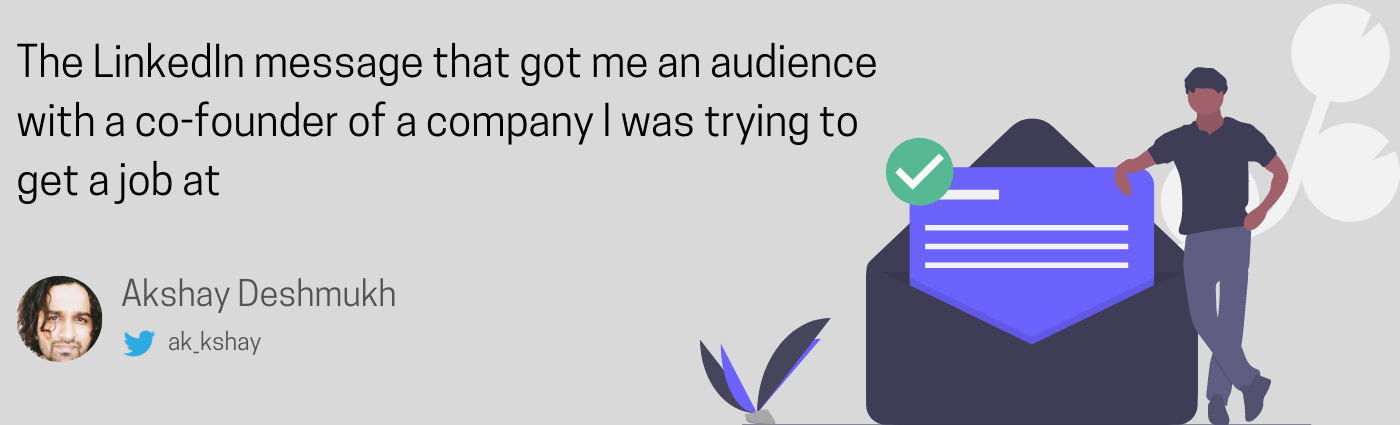 The LinkedIn message that got me an audience
with a co-founder of a company I was trying to
get a job at
Akshay Deshmukh
ak_kshay